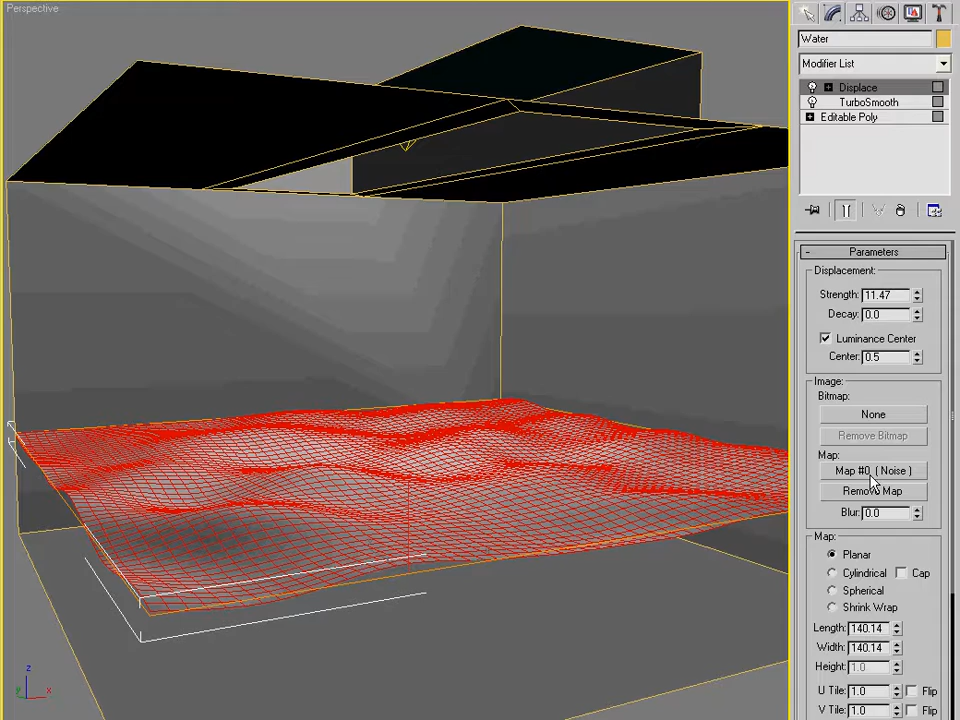 Perspective
Water
Modifier List
Displace
TurboSmooth
Editable Poly
Parameters
Displacement:
Strength: 11.47
Decay: 0.0
Luminance Center
Center: 0.5
Image:
Bitmap:
None
Remove Bitmap
Map:
Map #0 ( Noise )
Remove Map
Blur: 0.0
Map:
Planar
Cylindrical Cap
Spherical
Shrink Wrap
Length: 140.14
Width: 140.14
Height: 1.0
U Tile: 1.0 Flip
V Tile: 1.0 Flip
z
y x